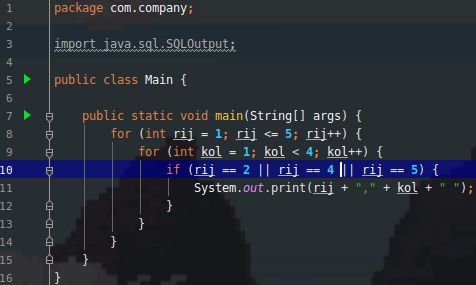 1 package com.company;
2
3 import java.sql.SQLOutput;
4
5 public class Main {
6
7     public static void main(String[] args) {
8         for (int rij = 1; rij <= 5; rij++) {
9             for (int kol = 1; kol < 4; kol++) {
10                 if (rij == 2 || rij == 4 || rij == 5) {
11                     System.out.print(rij + "," + kol + " ");
12                 }
13             }
14         }
15     }
16 }